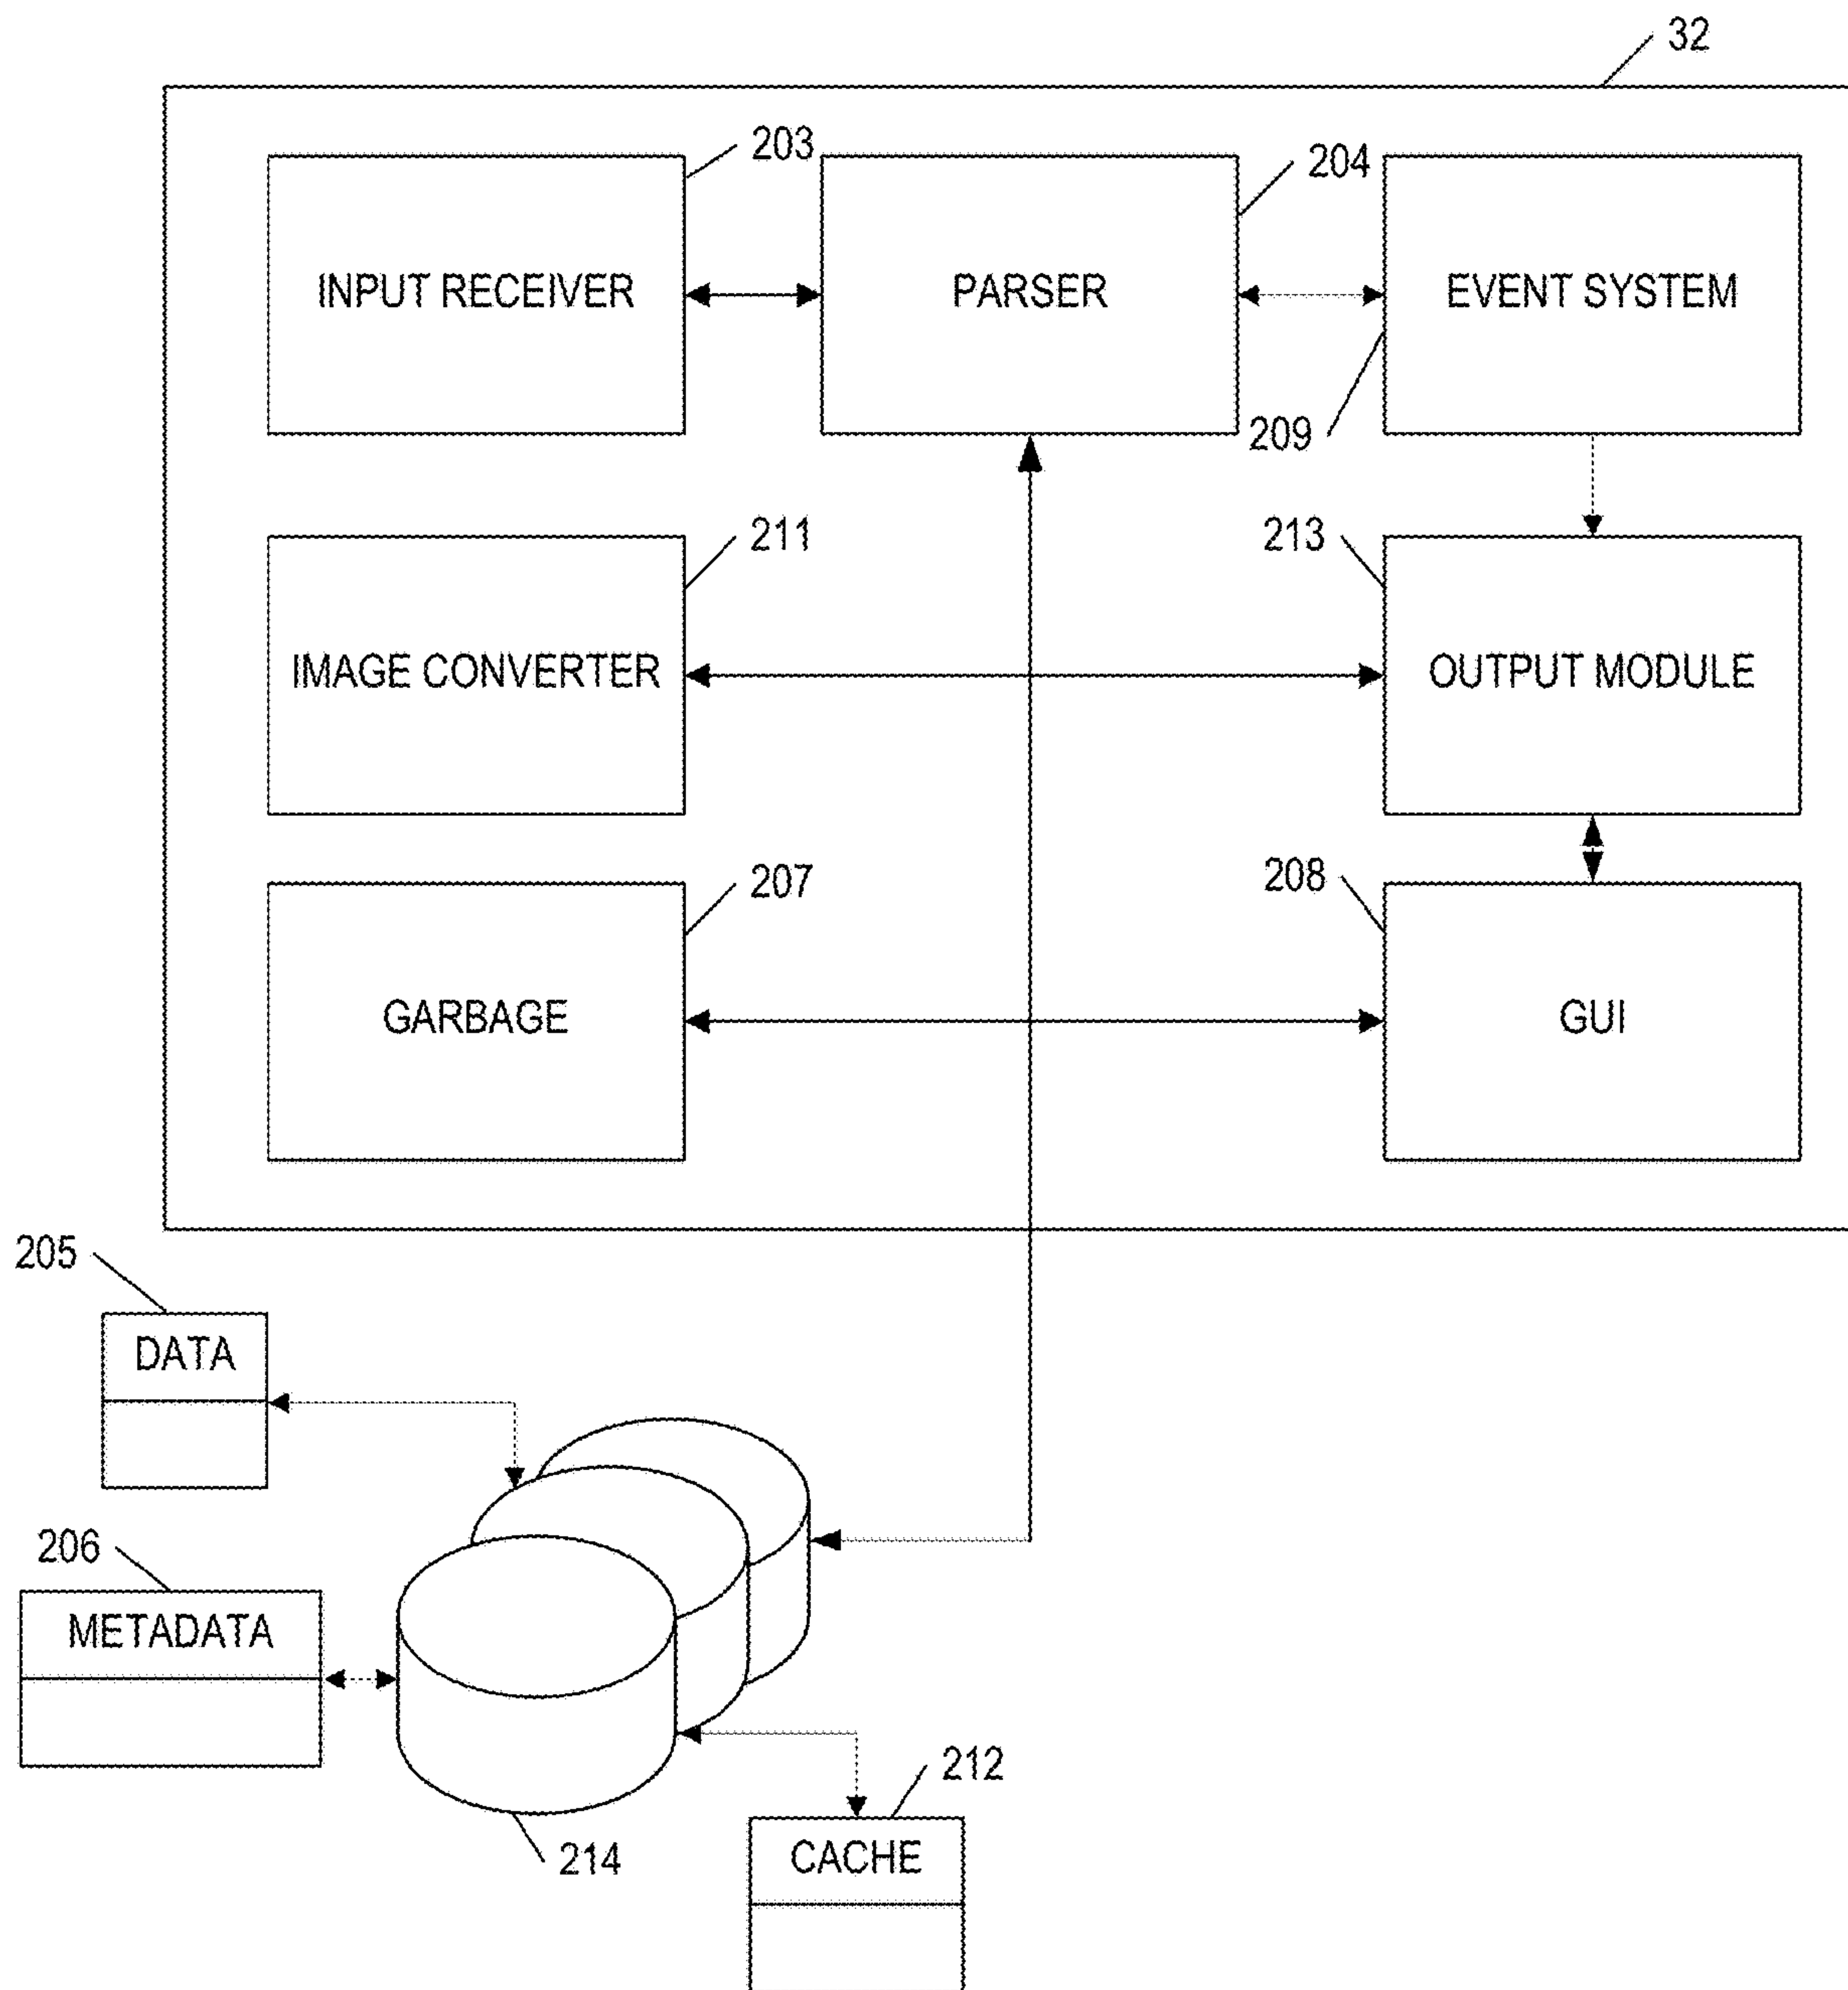 32
203
204
INPUT RECEIVER
PARSER
EVENT SYSTEM
209
211
213
IMAGE CONVERTER
OUTPUT MODULE
207
208
GARBAGE
GUI
205
DATA
206
METADATA
212
214
CACHE